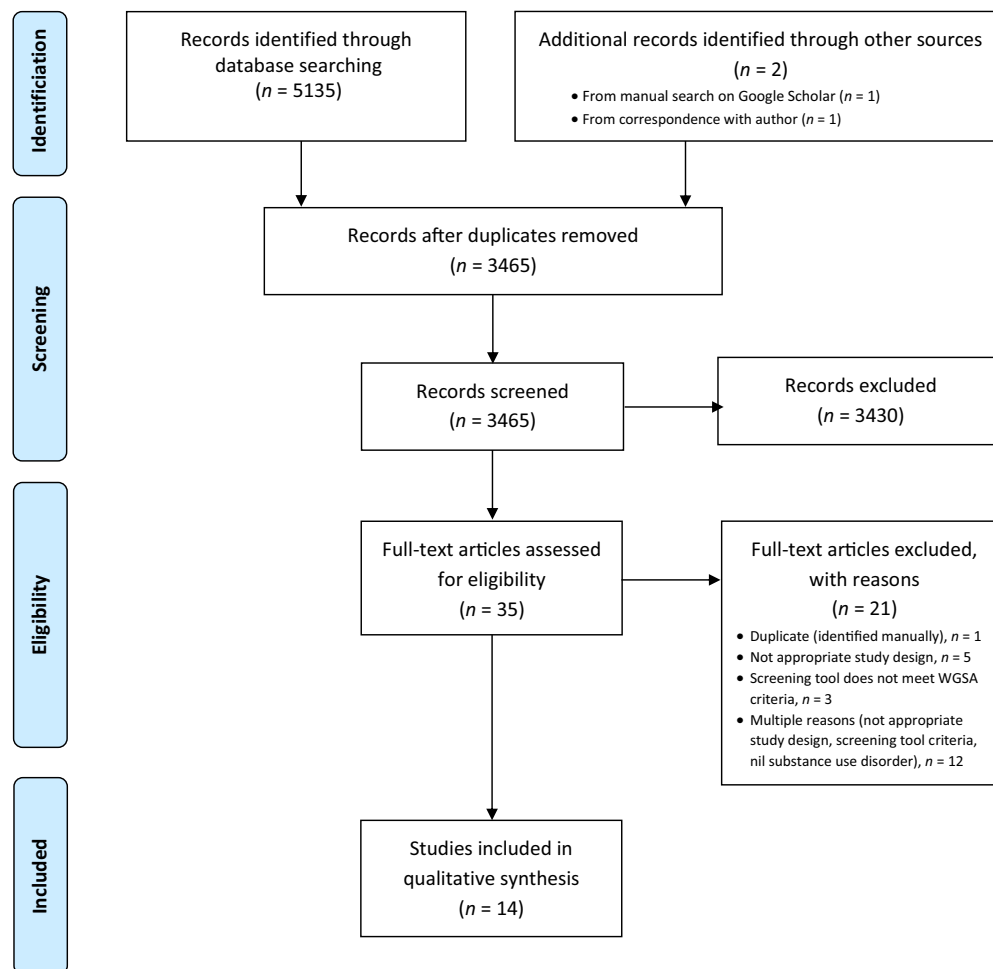 Identificiation
Records identified through
database searching
(n = 5135)
Additional records identified through other sources
(n = 2)
• From manual search on Google Scholar (n = 1)
• From correspondence with author (n = 1)
Screening
Records after duplicates removed
(n = 3465)
Records screened
(n = 3465)
Records excluded
(n = 3430)
Eligibility
Full-text articles assessed
for eligibility
(n = 35)
Full-text articles excluded,
with reasons
(n = 21)
• Duplicate (identified manually), n = 1
• Not appropriate study design, n = 5
• Screening tool does not meet WGSA
criteria, n = 3
• Multiple reasons (not appropriate
study design, screening tool criteria,
nil substance use disorder), n = 12
Included
Studies included in
qualitative synthesis
(n = 14)